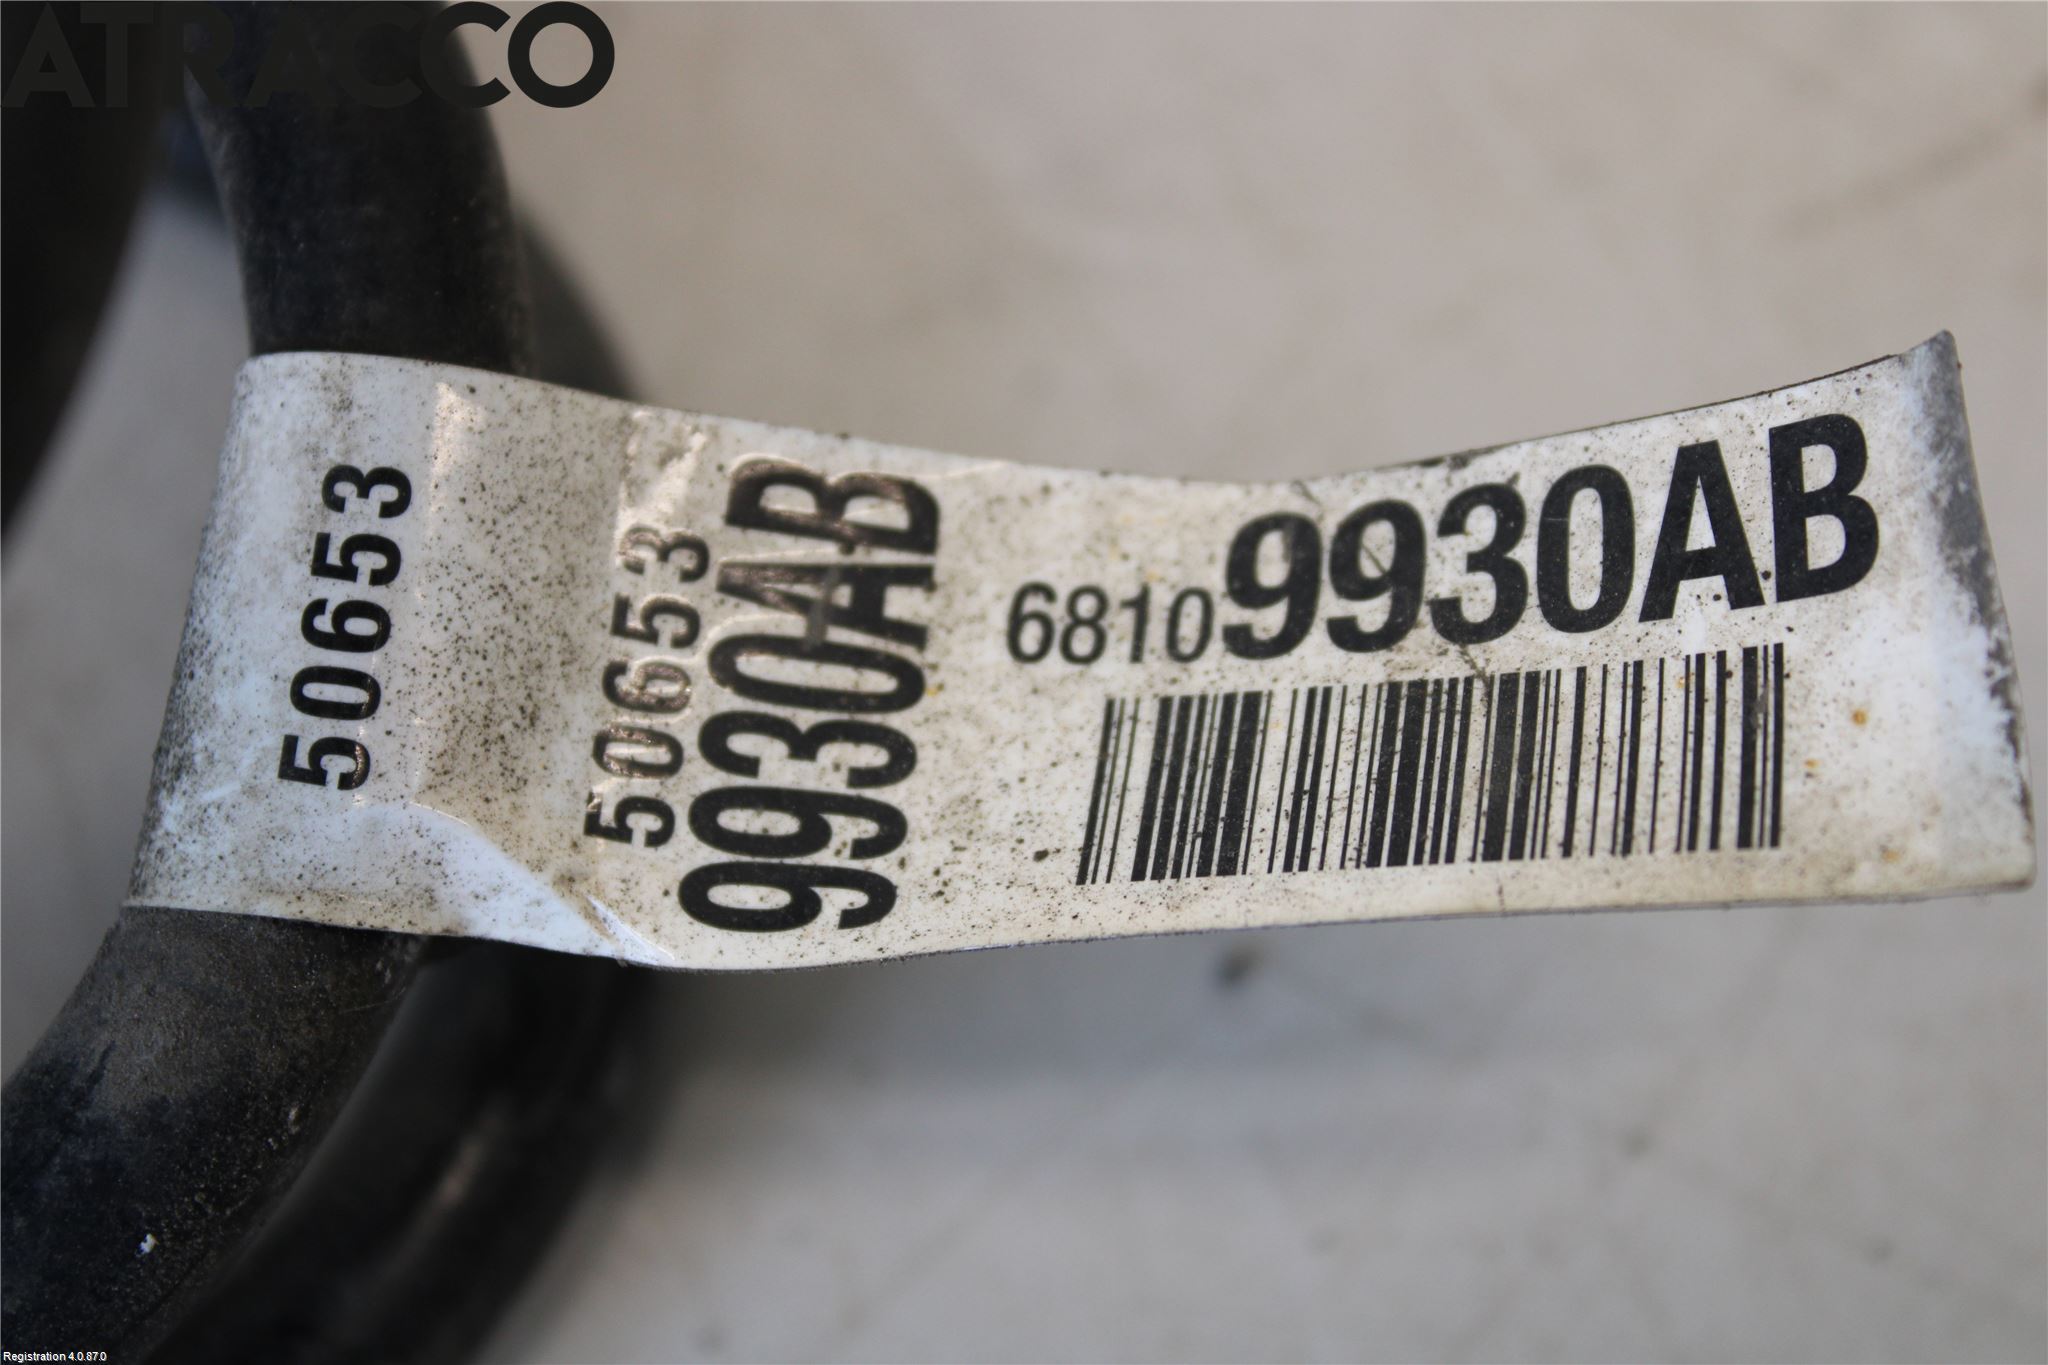 ATRACCO
50653
50653
9930AB
68109930AB
Registration 4.0.87.0